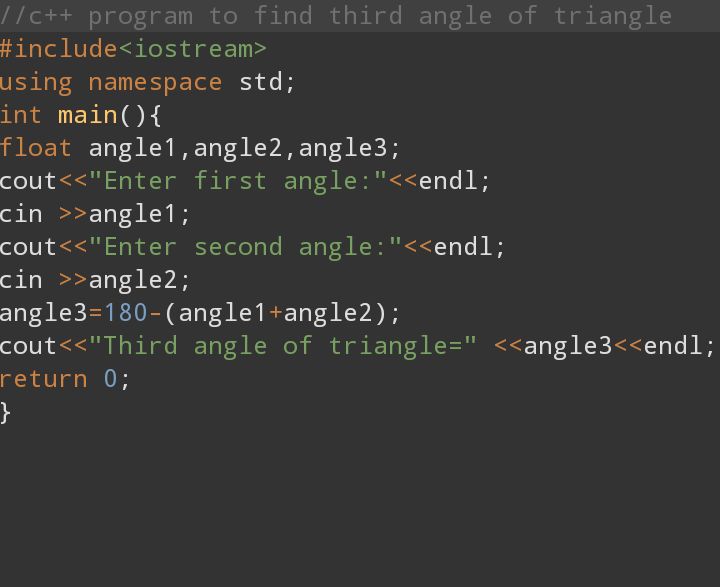 //c++ program to find third angle of triangle
#include<iostream>
using namespace std;
int main(){
float angle1,angle2,angle3;
cout<<"Enter first angle:"<<endl;
cin >>angle1;
cout<<"Enter second angle:"<<endl;
cin >>angle2;
angle3=180-(angle1+angle2);
cout<<"Third angle of triangle=" <<angle3<<endl;
return 0;
}